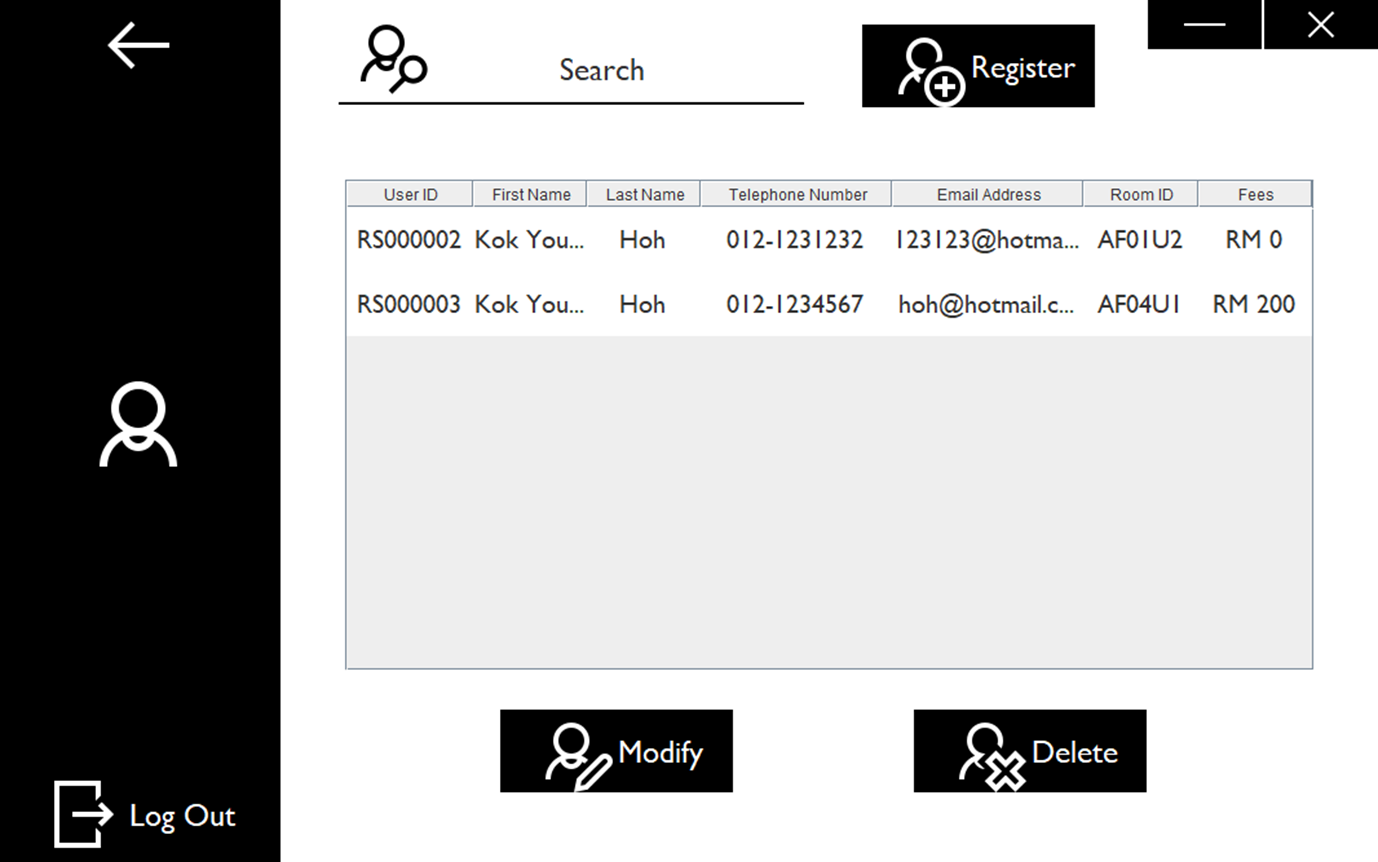 Search
Register
User ID First Name Last Name Telephone Number Email Address Room ID Fees
RS000002 Kok You... Hoh 012-1231232 123123@hotma... AF01U2 RM 0
RS000003 Kok You... Hoh 012-1234567 hoh@hotmail.c... AF04U1 RM 200
Modify
Delete
Log Out